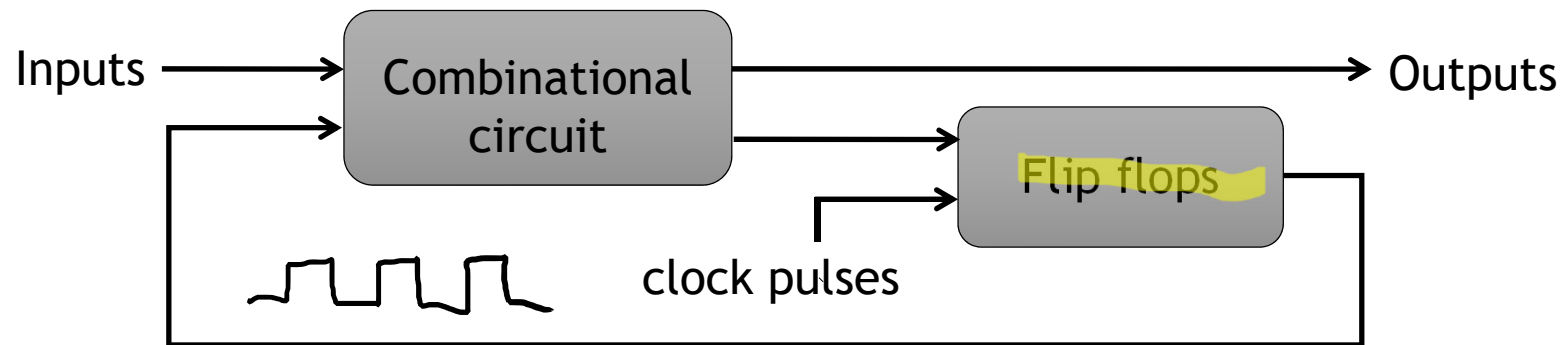 Inputs
Combinational
circuit
Outputs
Flip flops
clock pulses